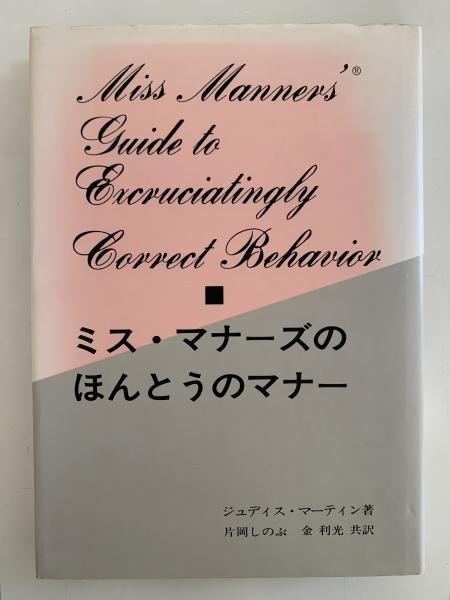 Miss Manners'®
Guide to
Excruciatingly
Correct Behavior
■
ミス・マナーズの
ほんとうのマナー
ジュディス・マーティン著
片岡しのぶ 金 利光 共訳